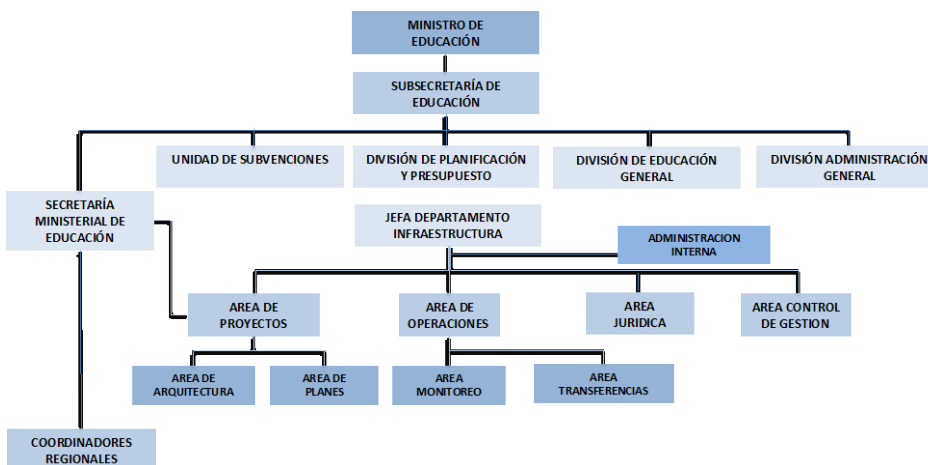 MINISTRO DE
EDUCACIÓN
SUBSECRETARÍA DE
EDUCACIÓN
UNIDAD DE SUBVENCIONES
DIVISIÓN DE PLANIFICACIÓN
Y PRESUPUESTO
DIVISIÓN DE EDUCACIÓN
GENERAL
DIVISIÓN ADMINISTRACIÓN
GENERAL
SECRETARÍA
MINISTERIAL DE
EDUCACIÓN
JEFA DEPARTAMENTO
INFRAESTRUCTURA
ADMINISTRACION
INTERNA
AREA DE
PROYECTOS
AREA DE
OPERACIONES
AREA
JURIDICA
AREA CONTROL
DE GESTION
AREA DE
ARQUITECTURA
AREA DE
PLANES
AREA
MONITOREO
AREA
TRANSFERENCIAS
COORDINADORES
REGIONALES